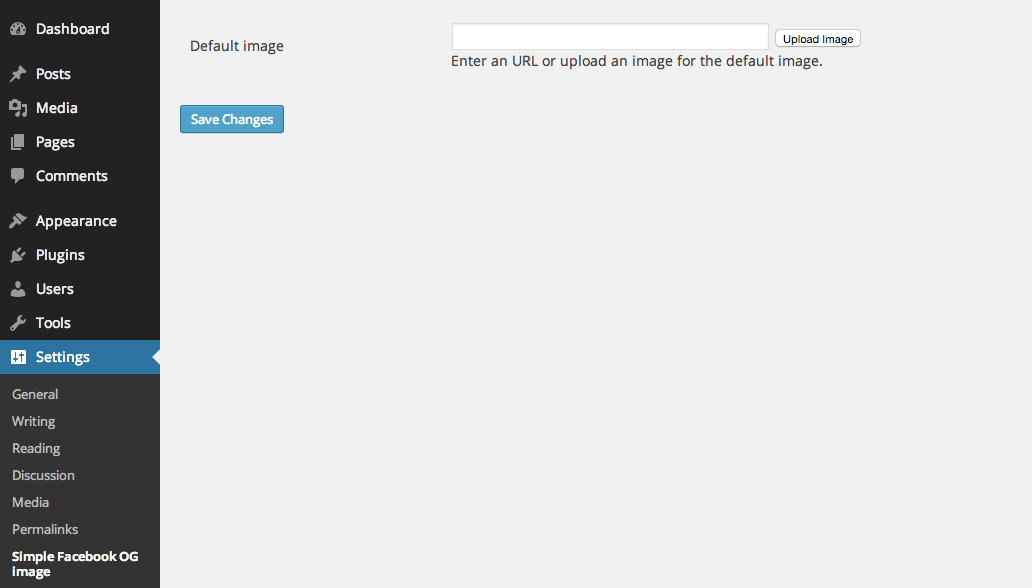 Dashboard
Posts
Media
Pages
Comments
Appearance
Plugins
Users
Tools
Settings
General
Writing
Reading
Discussion
Media
Permalinks
Simple Facebook OG
Image
Default image
Upload Image
Enter an URL or upload an image for the default image.
Save Changes